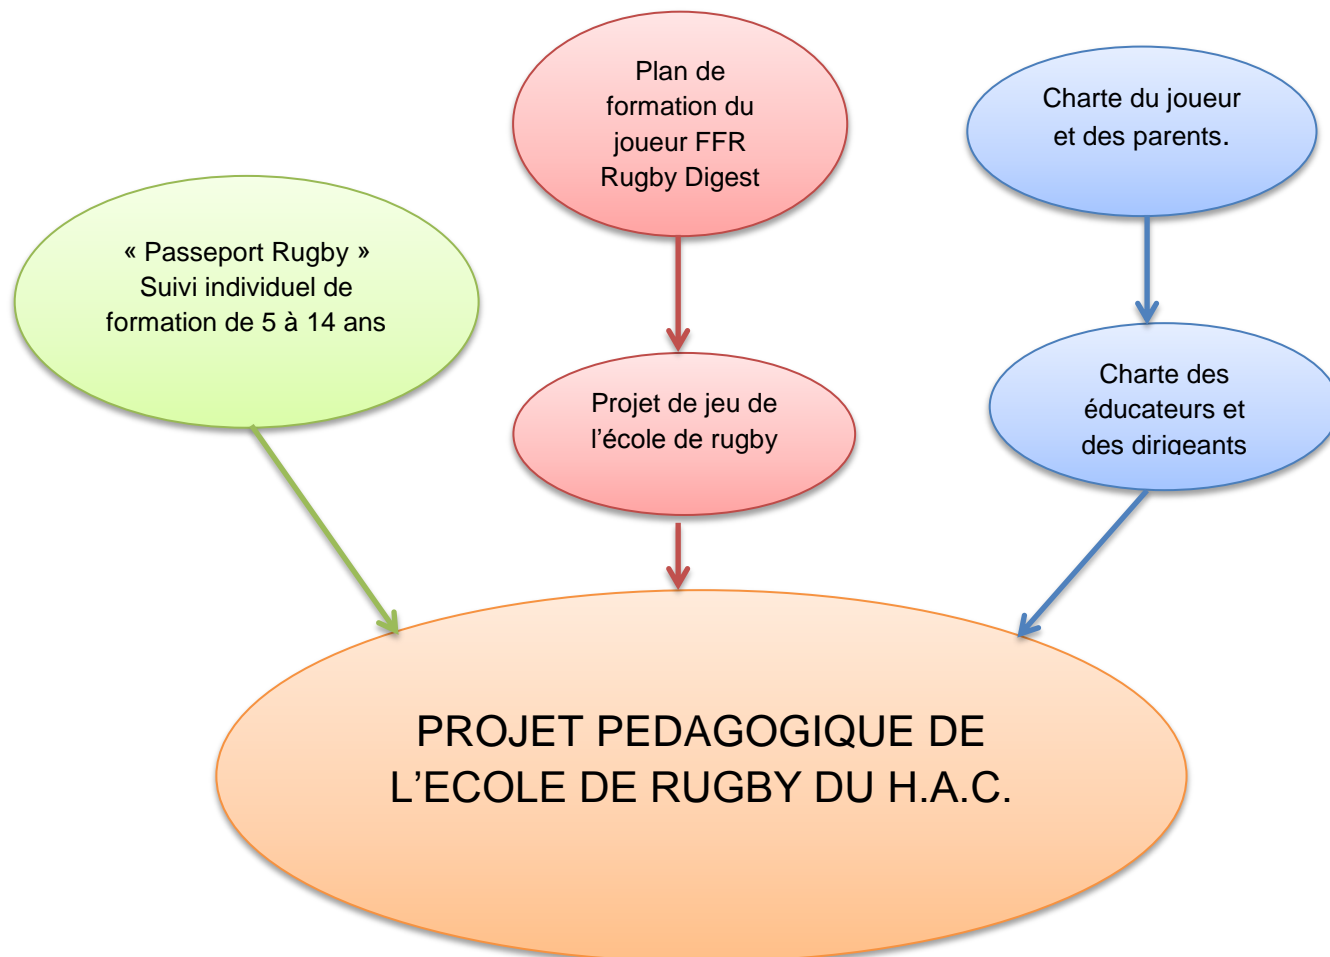 Plan de
formation du
joueur FFR
Rugby Digest
Charte du joueur
et des parents.
« Passeport Rugby »
Suivi individuel de
formation de 5 à 14 ans
Projet de jeu de
l’école de rugby
Charte des
éducateurs et
des dirigeants
PROJET PEDAGOGIQUE DE
L’ECOLE DE RUGBY DU H.A.C.